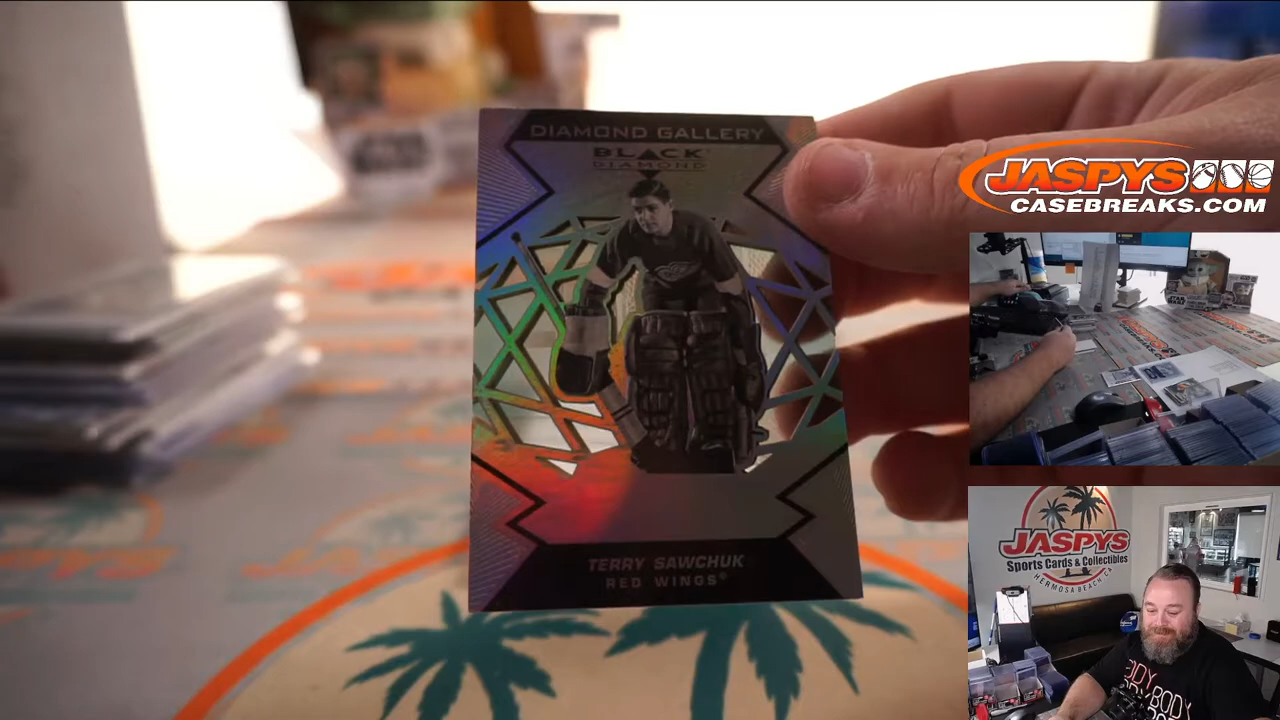 DIAMOND GALLERY
BLACK
DIAMOND
TERRY SAWCHUK
RED WINGS®
JASPYS
CASEBREAKS.COM
JASPYS
Sports Cards & Collectibles
HERMOSA BEACH CA